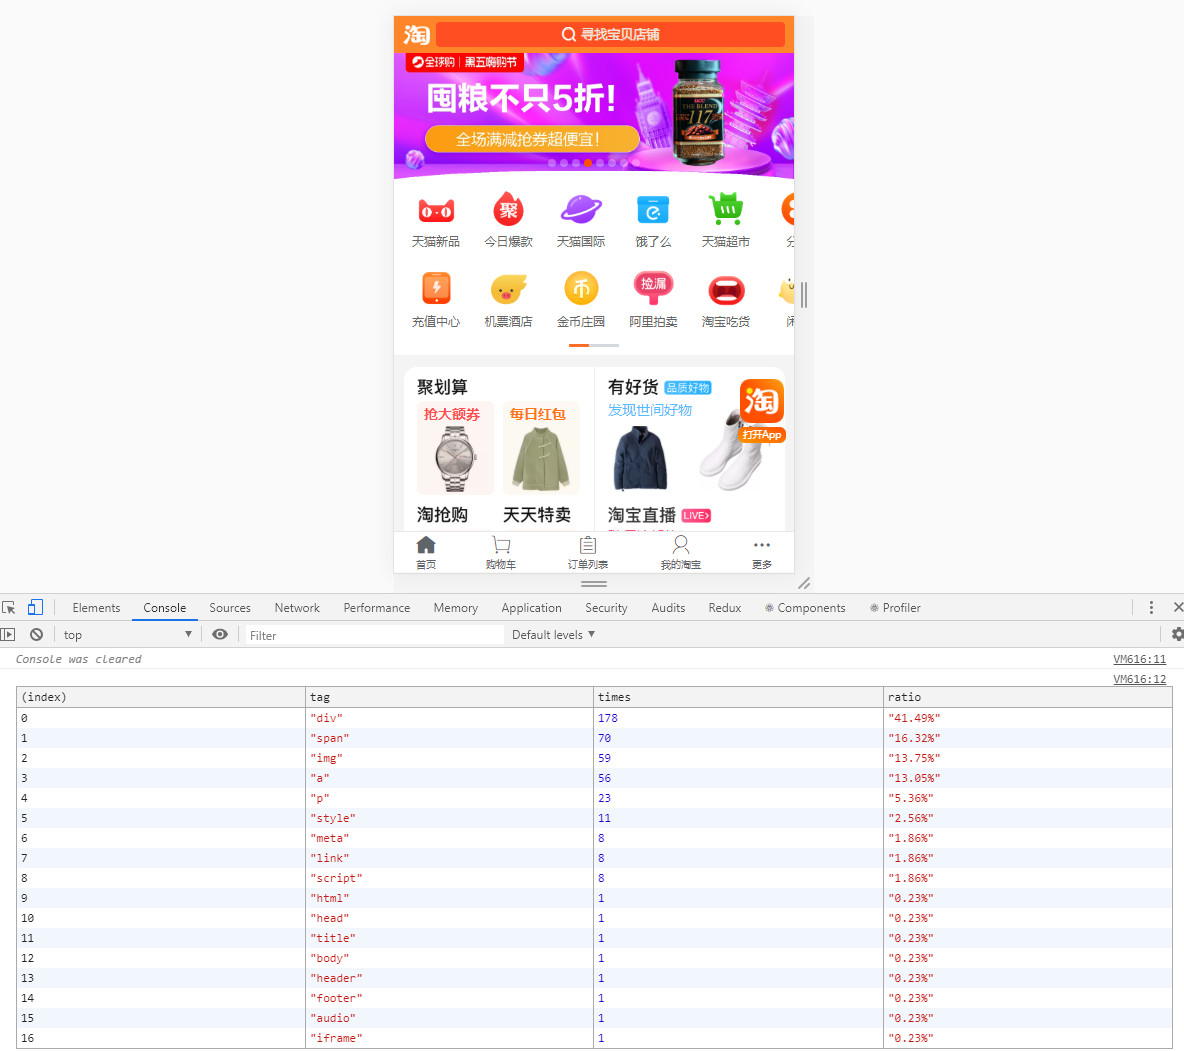 淘 寻找宝贝店铺
全球购 黑五嗨购节
囤粮不只5折!
全场满减抢券超便宜!
UCC
THE BLEND
117
天猫新品 今日爆款 天猫国际 饿了么 天猫超市 分
聚
充值中心 机票酒店 金币庄园 阿里拍卖 淘宝吃货 闲
币 捡漏
聚划算
抢大额券 每日红包
有好货 品质好物
发现世间好物
淘
打开App
淘抢购 天天特卖
淘宝直播 LIVE
首页 购物车 订单列表 我的淘宝 更多
Elements Console Sources Network Performance Memory Application Security Audits Redux Components Profiler
top Filter Default levels
Console was cleared VM616:11
VM616:12
(index) tag times ratio
0 "div" 178 "41.49%"
1 "span" 70 "16.32%"
2 "img" 59 "13.75%"
3 "a" 56 "13.05%"
4 "p" 23 "5.36%"
5 "style" 11 "2.56%"
6 "meta" 8 "1.86%"
7 "link" 8 "1.86%"
8 "script" 8 "1.86%"
9 "html" 1 "0.23%"
10 "head" 1 "0.23%"
11 "title" 1 "0.23%"
12 "body" 1 "0.23%"
13 "header" 1 "0.23%"
14 "footer" 1 "0.23%"
15 "audio" 1 "0.23%"
16 "iframe" 1 "0.23%"